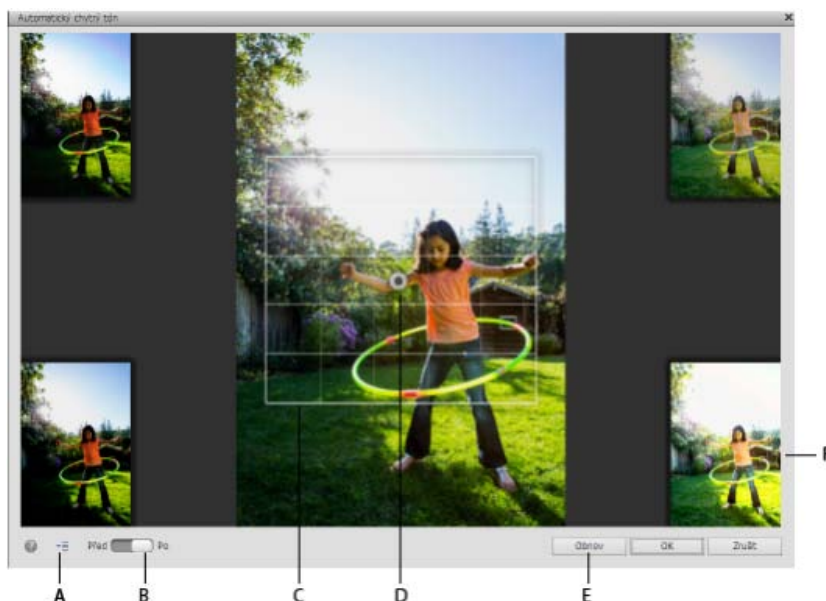 Automatický chytrý tón
Před Po
Obnov OK Zrušit
F
A B C D E